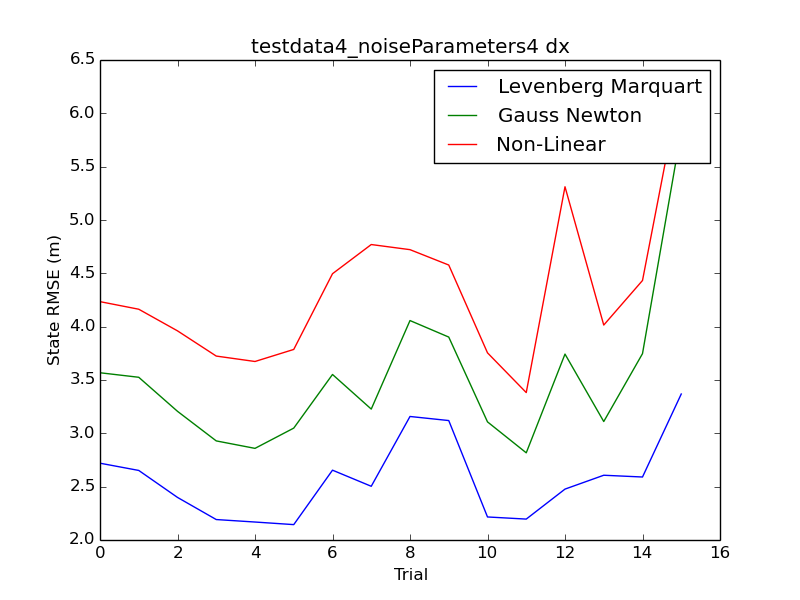 testdata4_noiseParameters4 dx
6.5
6.0
5.5
5.0
4.5
4.0
3.5
3.0
2.5
2.0
State RMSE (m)
Levenberg Marquart
Gauss Newton
Non-Linear
0 2 4 6 8 10 12 14 16
Trial